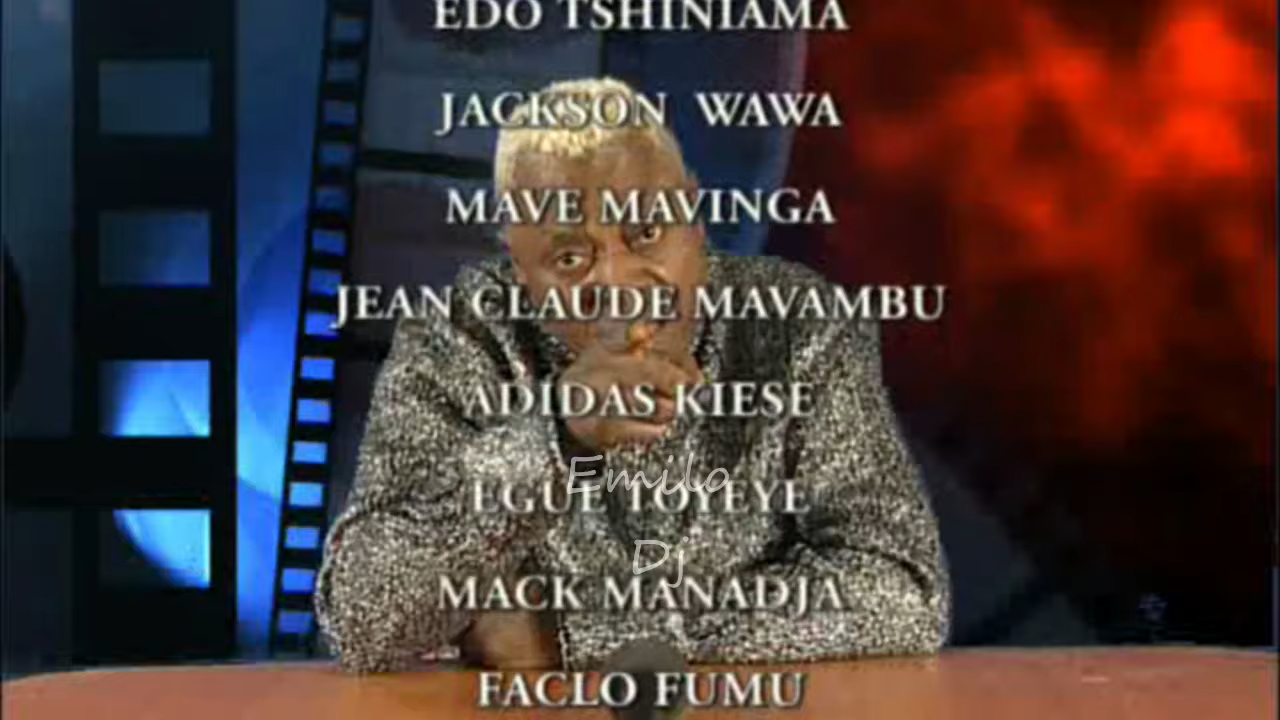 EDO TSHINIAMA
JACKSON WAWA
MAVE MAVINGA
JEAN CLAUDE MAVAMBU
ADIDAS KIESE
Emilo
EGUE TOYEYE
Dj
MACK MANADJA
FACLO FUMU